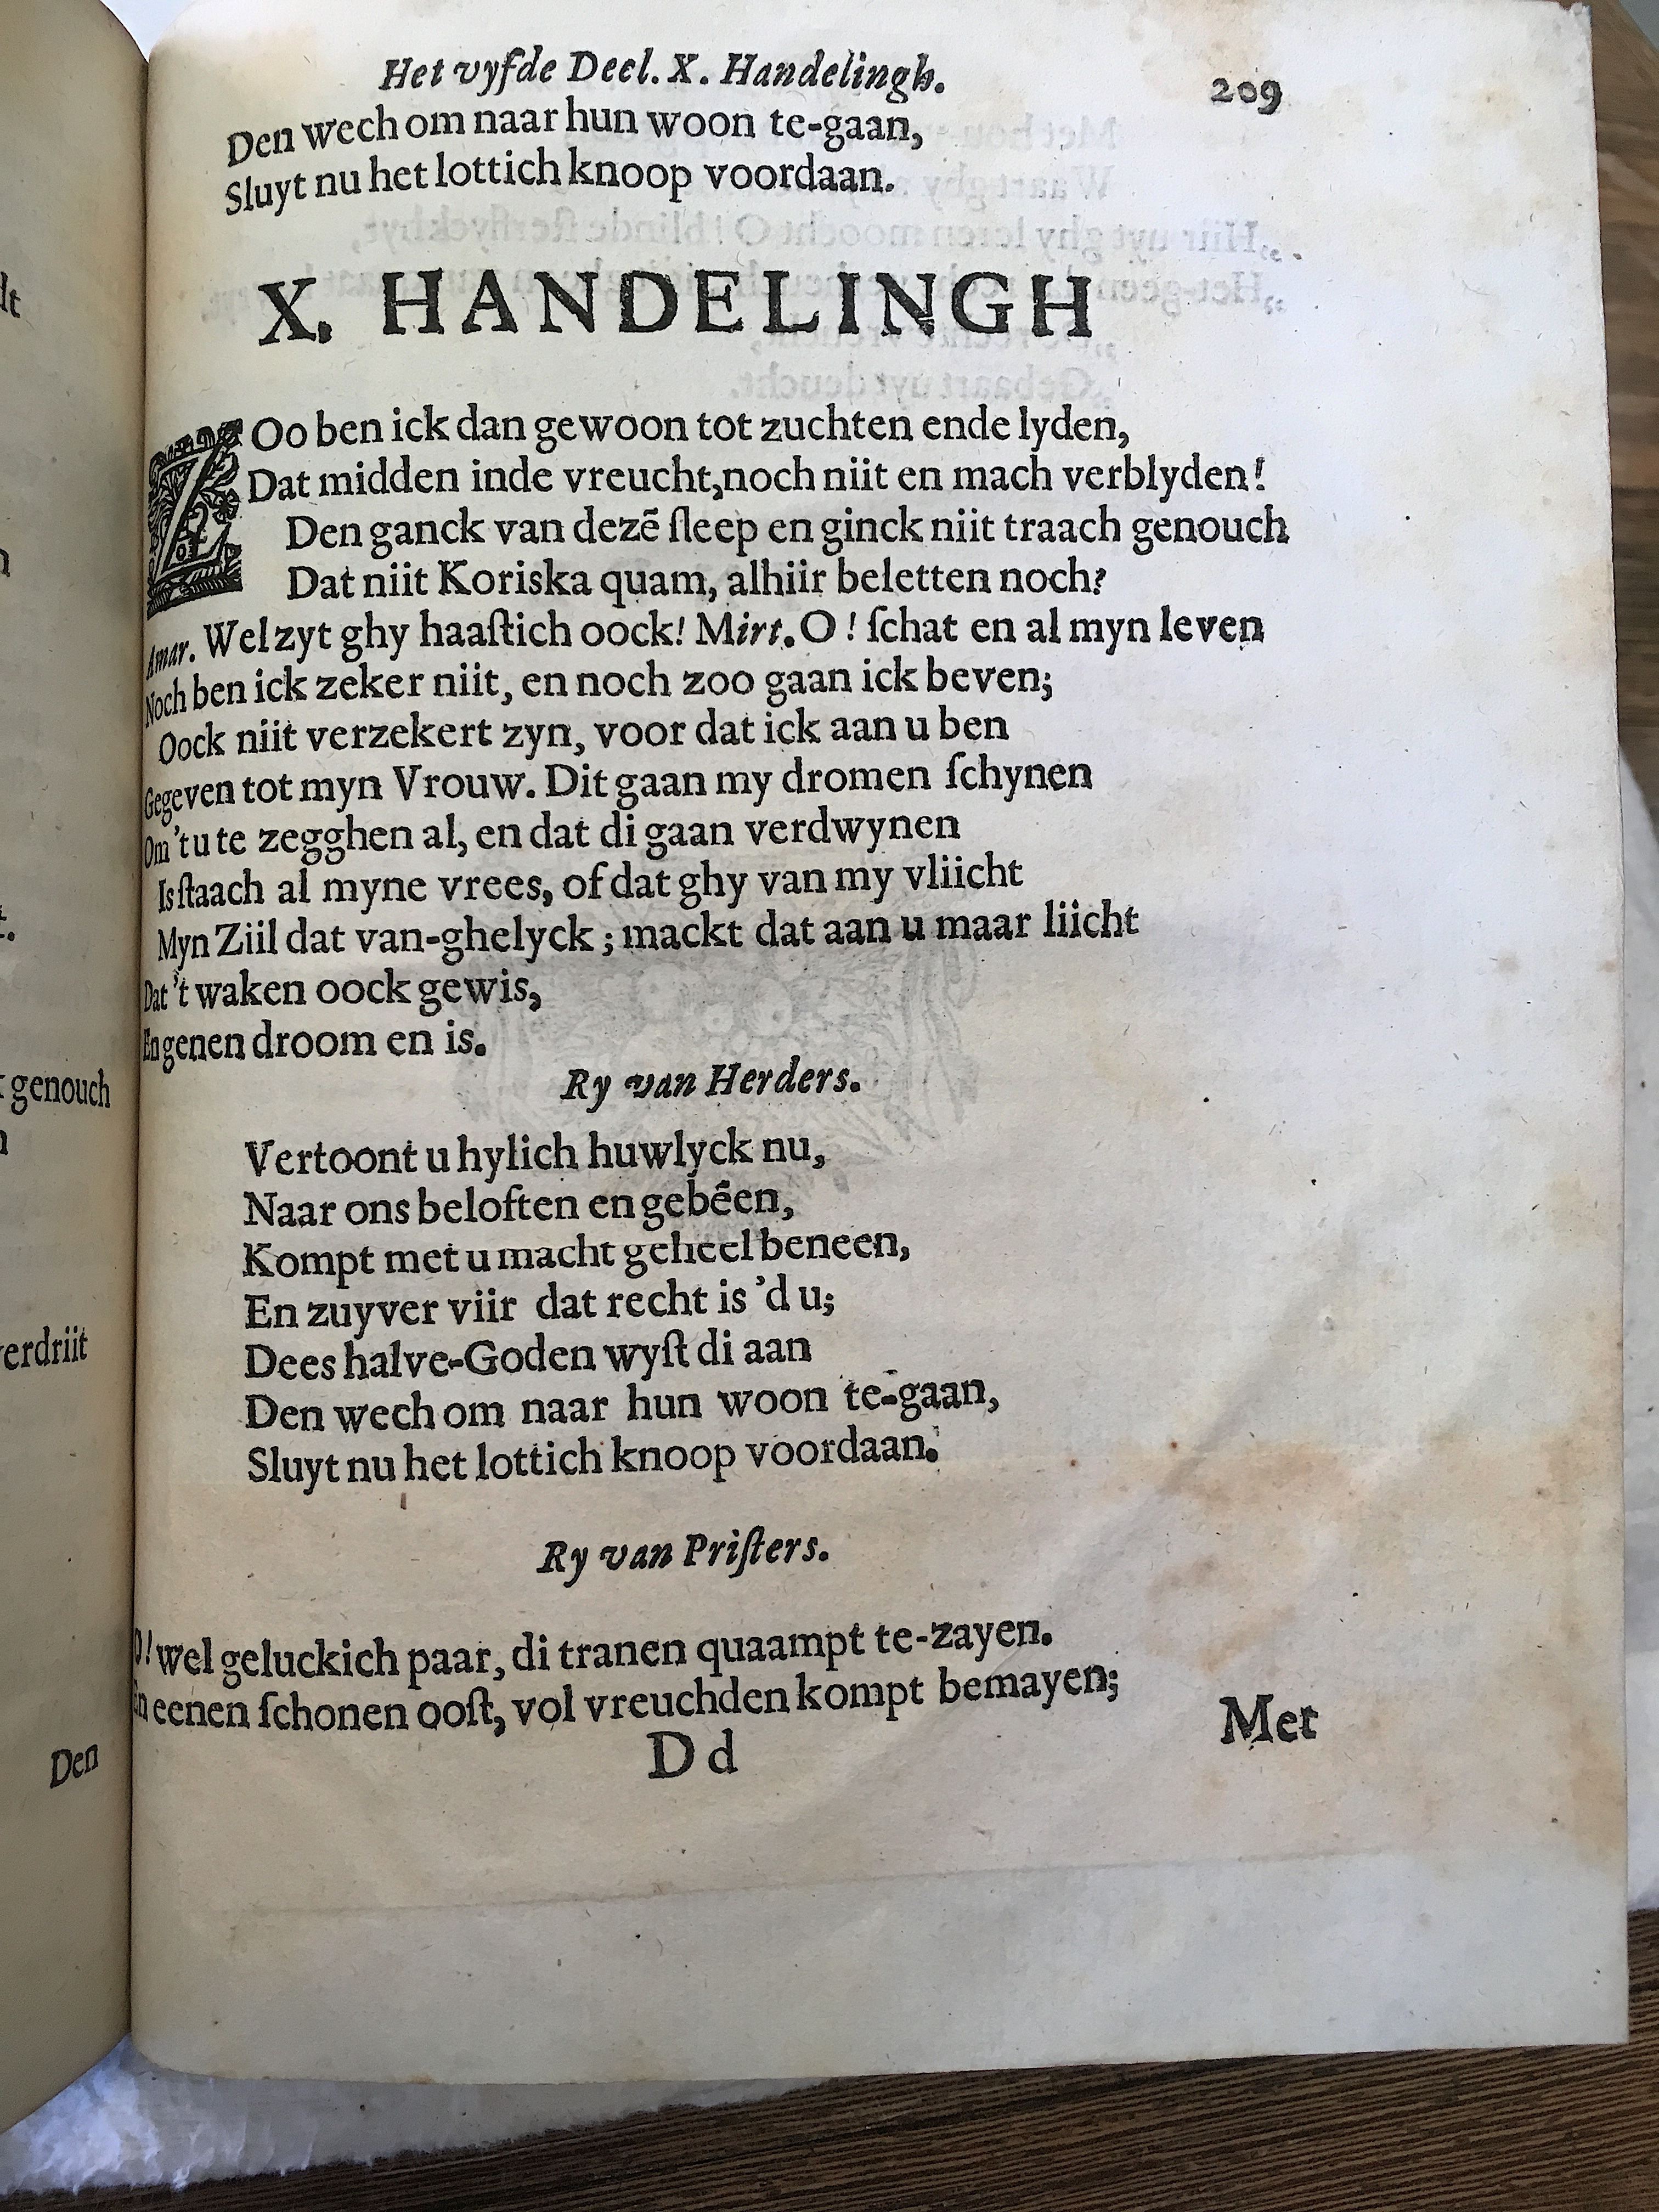 Het vyfde Deel. X. Handelingh. 209
Den wech om naar hun woon te-gaan,
Sluyt nu het lottich knoop voordaan.
X. HANDELINGH
ZOo ben ick dan gewoon tot zuchten ende lyden,
Dat midden inde vreucht,noch niit en mach verblyden!
Den ganck van dezē ſleep en ginck niit traach genouch
Dat niit Koriska quam, alhiir beletten noch?
Amar. Wel zyt ghy haaſtich oock! Mirt. O! ſchat en al myn leven
Noch ben ick zeker niit, en noch zoo gaan ick beven;
Oock niit verzekert zyn, voor dat ick aan u ben
Gegeven tot myn Vrouw. Dit gaan my dromen ſchynen
Om 't u te zegghen al, en dat di gaan verdwynen
Is ſtaach al myne vrees, of dat ghy van my vliicht
Myn Ziil dat van-ghelyck; mackt dat aan u maar liicht
Dat 't waken oock gewis,
En genen droom en is.
Ry van Herders.
Vertoont u hylich huwlyck nu,
Naar ons beloften en gebēen,
Kompt met u macht geheel beneen,
En zuyver viir dat recht is 'd u;
Dees halve-Goden wyſt di aan
Den wech om naar hun woon te-gaan,
Sluyt nu het lottich knoop voordaan.
Ry van Priſters.
O! wel geluckich paar, di tranen quaampt te-zayen.
En eenen ſchonen ooſt, vol vreuchden kompt bemayen;
D d
Met
genouch
verdriit
Den